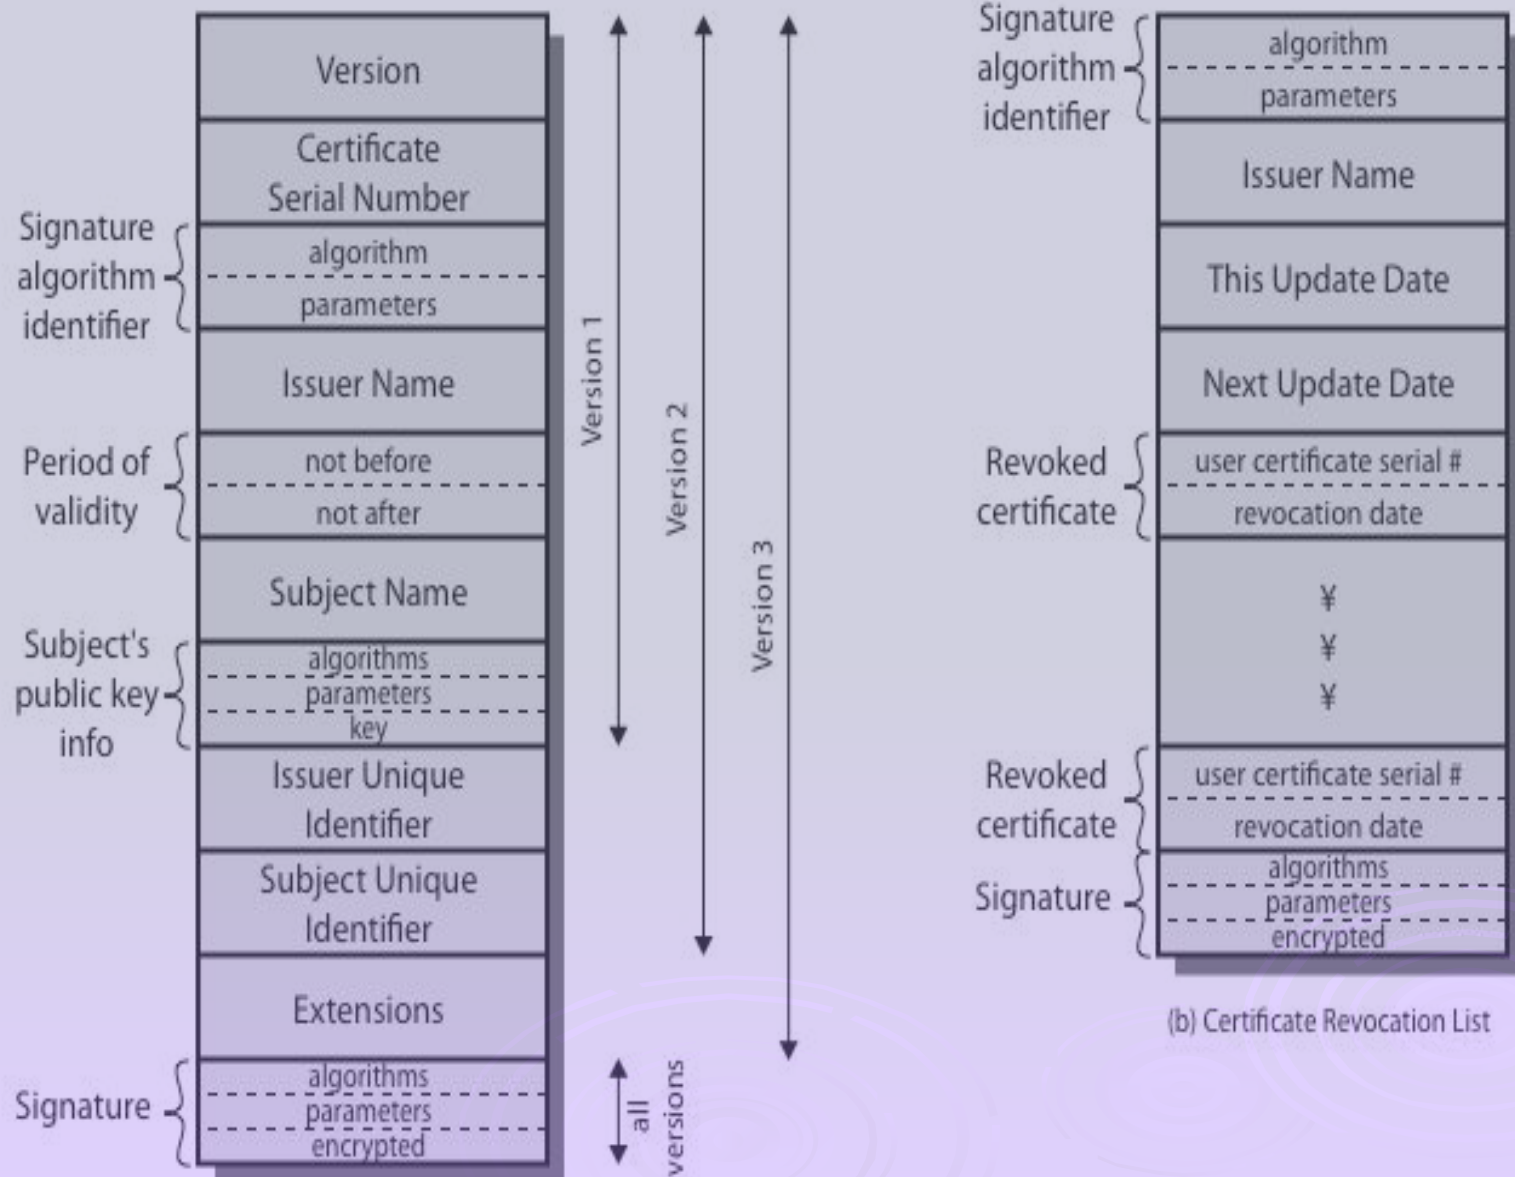 Version
Certificate
Serial Number
Signature
algorithm
identifier
algorithm
parameters
Issuer Name
Period of
validity
not before
not after
Subject Name
Subject's
public key
info
algorithms
parameters
key
Issuer Unique
Identifier
Subject Unique
Identifier
Extensions
Signature
algorithms
parameters
encrypted
Version 1
Version 2
Version 3
all
versions
Signature
algorithm
identifier
algorithm
parameters
Issuer Name
This Update Date
Next Update Date
Revoked
certificate
user certificate serial #
revocation date
¥
¥
¥
Revoked
certificate
user certificate serial #
revocation date
Signature
algorithms
parameters
encrypted
(b) Certificate Revocation List